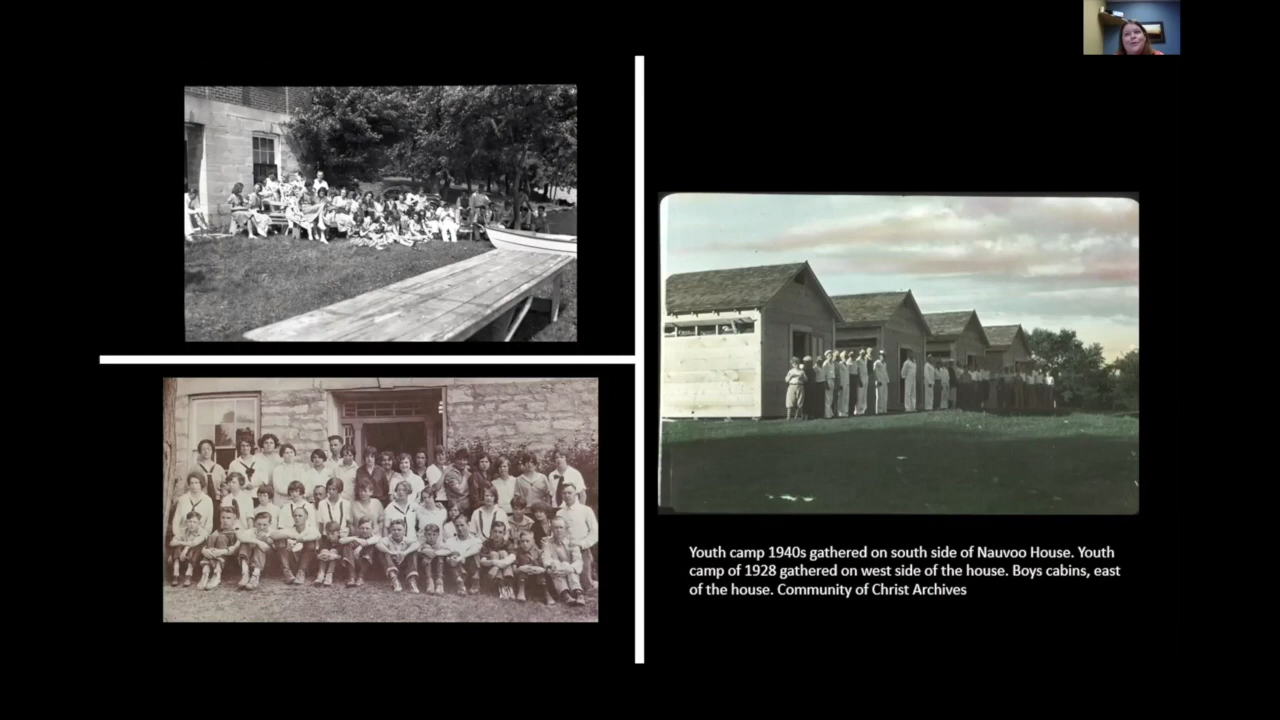 Youth camp 1940s gathered on south side of Nauvoo House. Youth
camp of 1928 gathered on west side of the house. Boys cabins, east
of the house. Community of Christ Archives